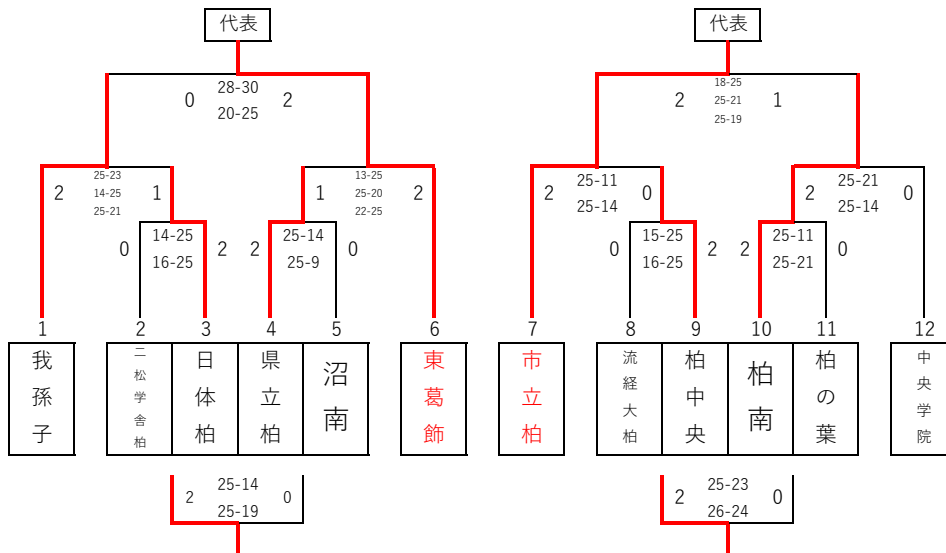 代表 代表
0 28-30 2 2 18-25 1
20-25 25-21
25-19
2 25-23 1 1 13-25 2 2 25-11 0 2 25-21 0
14-25 25-20 25-14 25-14
25-21 22-25
0 14-25 2 2 25-14 0 0 15-25 2 2 25-11 0
16-25 25-9 16-25 25-21
1 2 3 4 5 6 7 8 9 10 11 12
我孫子
二松学舎柏
日体柏
県立柏
沼南
東葛飾
市立柏
流経大柏
柏中央
柏南
柏の葉
中央学院
2 25-14 0 2 25-23 0
25-19 26-24